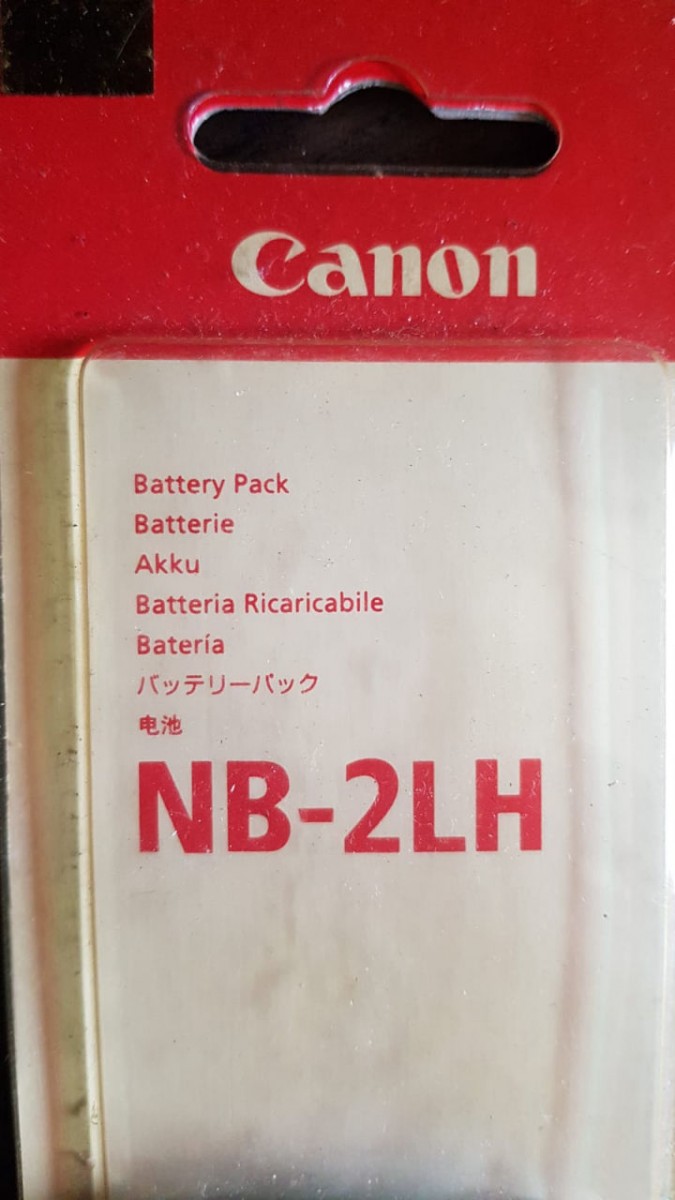 Canon
Battery Pack
Batterie
Akku
Batteria Ricaricabile
Batería
バッテリーパック
电池
NB-2LH